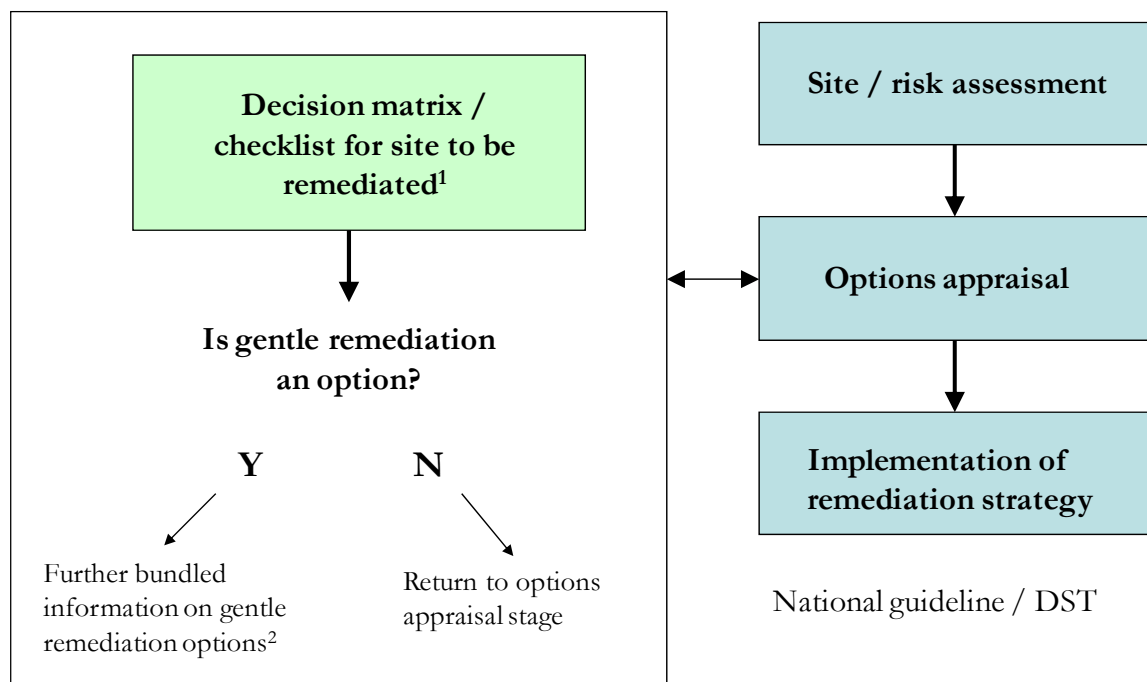 Decision matrix /
checklist for site to be
remediated¹
Is gentle remediation
an option?
Y
N
Further bundled
information on gentle
remediation options²
Return to options
appraisal stage
Site / risk assessment
Options appraisal
Implementation of
remediation strategy
National guideline / DST